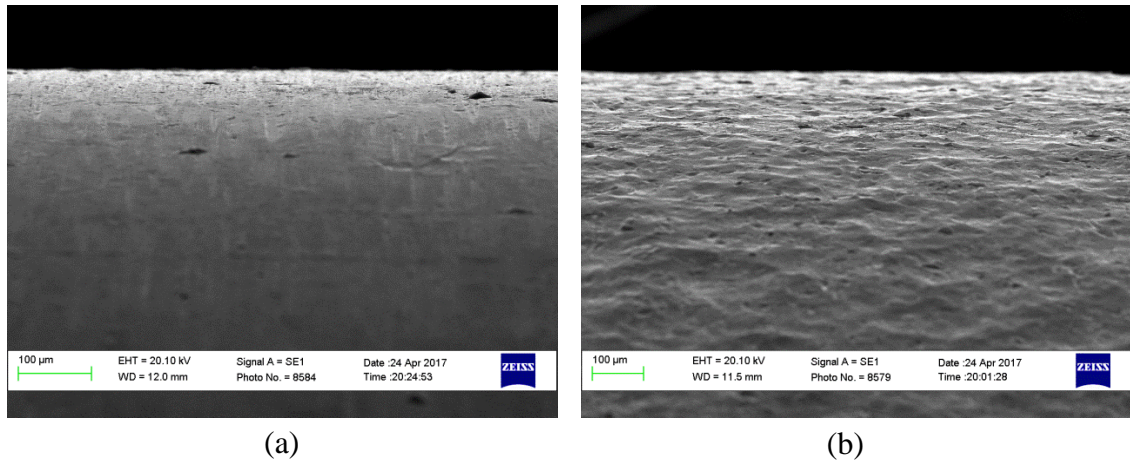 100 µm EHT = 20.10 kV Signal A = SE1 Date :24 Apr 2017
WD = 12.0 mm Photo No. = 8584 Time :20:24:53
ZEISS
100 µm EHT = 20.10 kV Signal A = SE1 Date :24 Apr 2017
WD = 11.5 mm Photo No. = 8579 Time :20:01:28
ZEISS
(a)
(b)